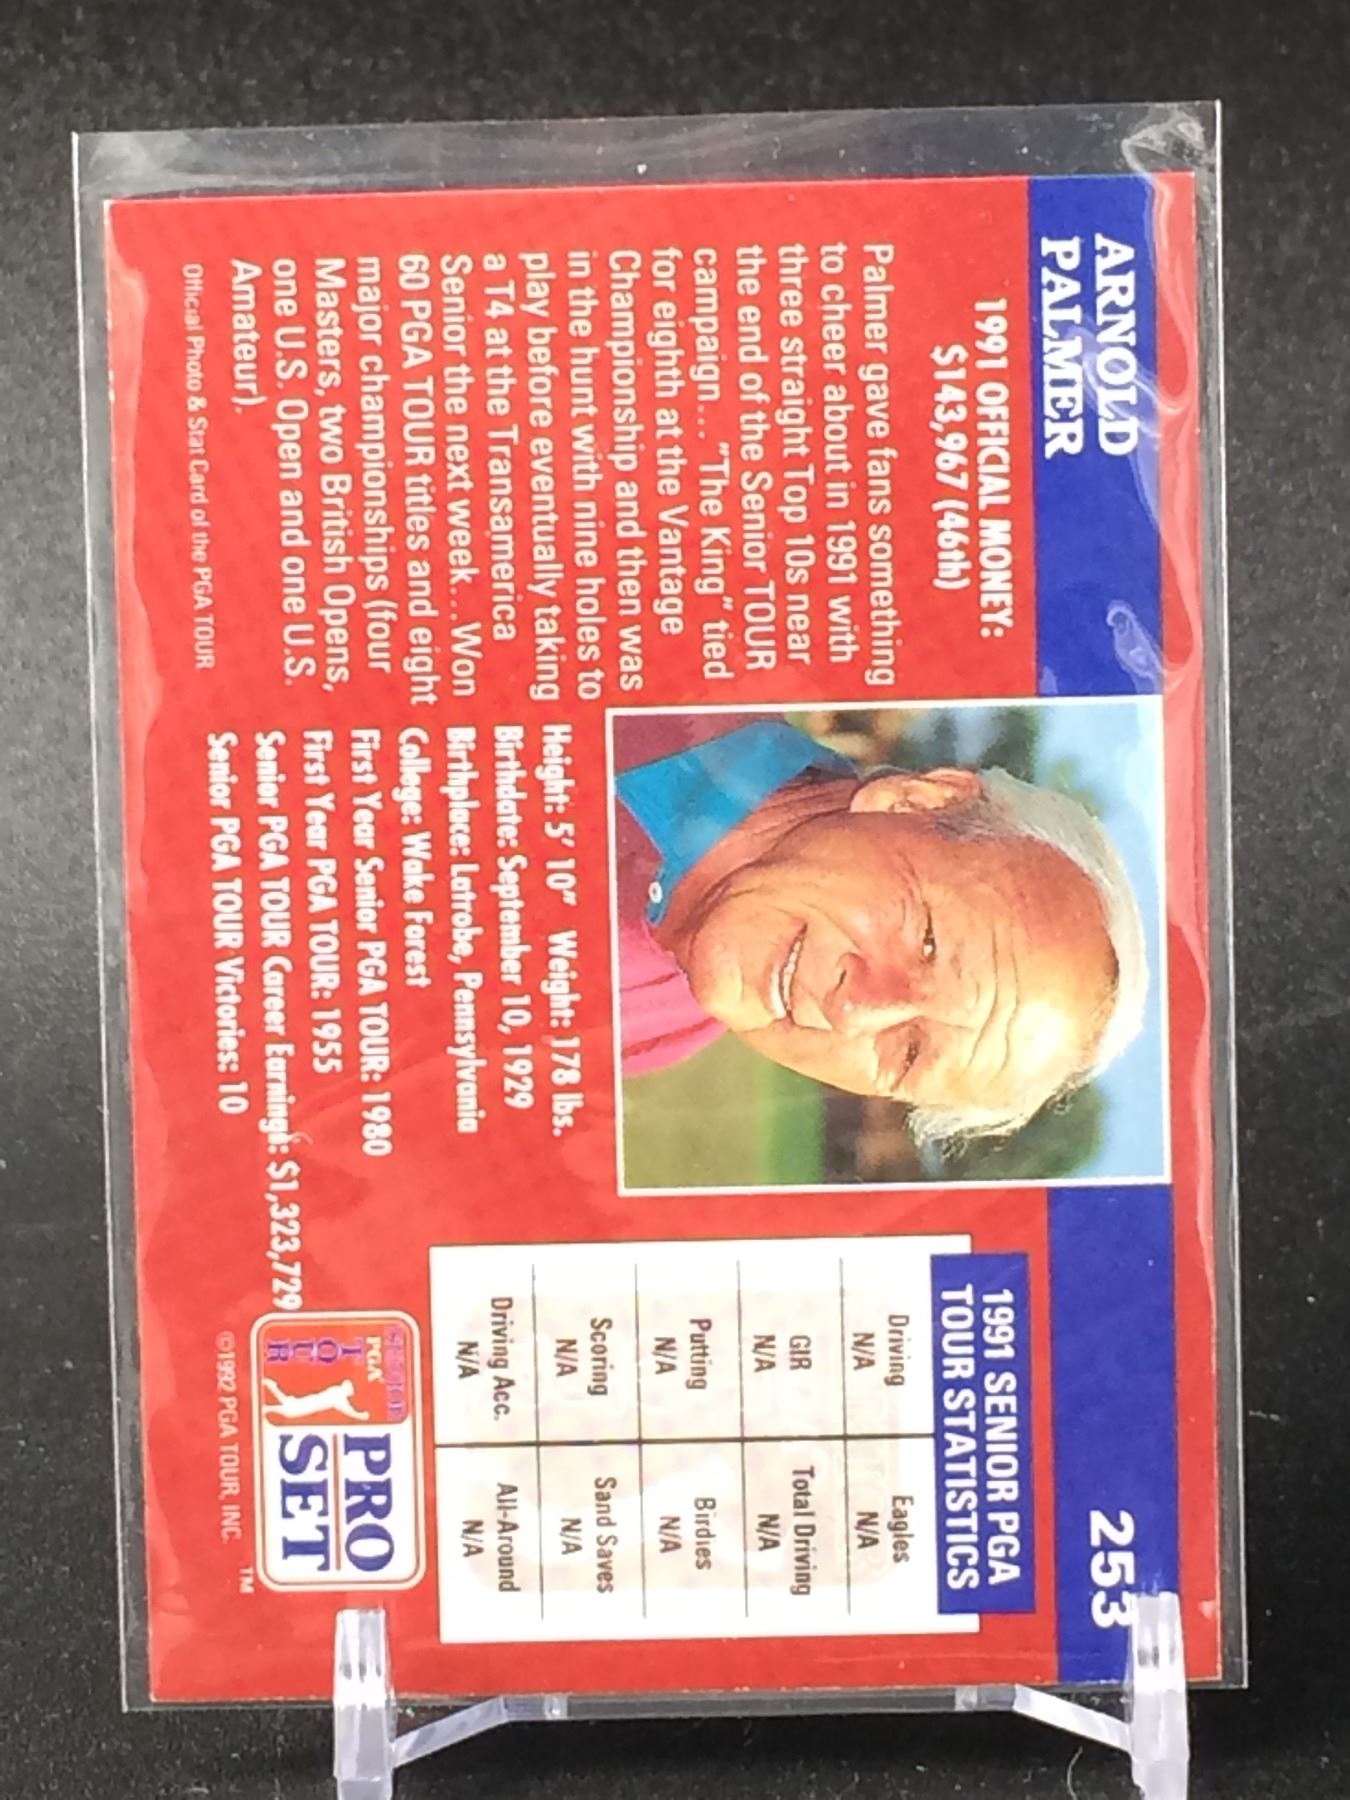 ARNOLD
PALMER
253
1991 OFFICIAL MONEY:
$143,967 (46th)
Palmer gave fans something
to cheer about in 1991 with
three straight Top 10s near
the end of the Senior TOUR
campaign... "The King" tied
for eighth at the Vantage
Championship and then was
in the hunt with nine holes to
play before eventually taking
a T4 at the Transamerica
Senior the next week... Won
60 PGA TOUR titles and eight
major championships (four
Masters, two British Opens,
one U.S. Open and one U.S.
Amateur).
Official Photo & Stat Card of the PGA TOUR
Height: 5' 10" Weight: 178 lbs.
Birthdate: September 10, 1929
Birthplace: Latrobe, Pennsylvania
College: Wake Forest
First Year Senior PGA TOUR: 1980
First Year PGA TOUR: 1955
Senior PGA TOUR Career Earnings: $1,323,729
Senior PGA TOUR Victories: 10
1991 SENIOR PGA
TOUR STATISTICS
Driving Eagles
N/A N/A
GIR Total Driving
N/A N/A
Putting Birdies
N/A N/A
Scoring Sand Saves
N/A N/A
Driving Acc. All-Around
N/A N/A
SENIOR
PGA
TOUR
PRO
SET
©1992 PGA TOUR, INC.
TM